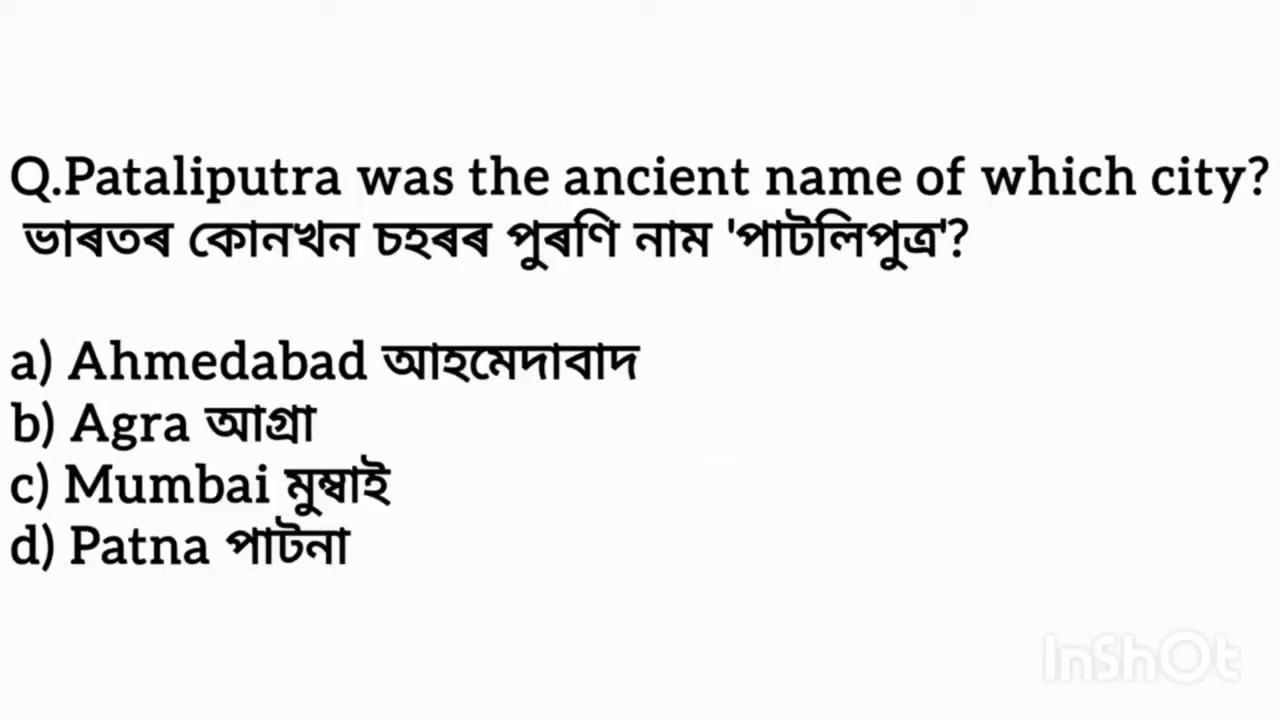 Q.Pataliputra was the ancient name of which city?
ভাৰতৰ কোনখন চহৰৰ পুৰণি নাম 'পাটলিপুত্ৰ'?
a) Ahmedabad আহমেদাবাদ
b) Agra আগ্ৰা
c) Mumbai মুম্বাই
d) Patna পাটনা
InShOt